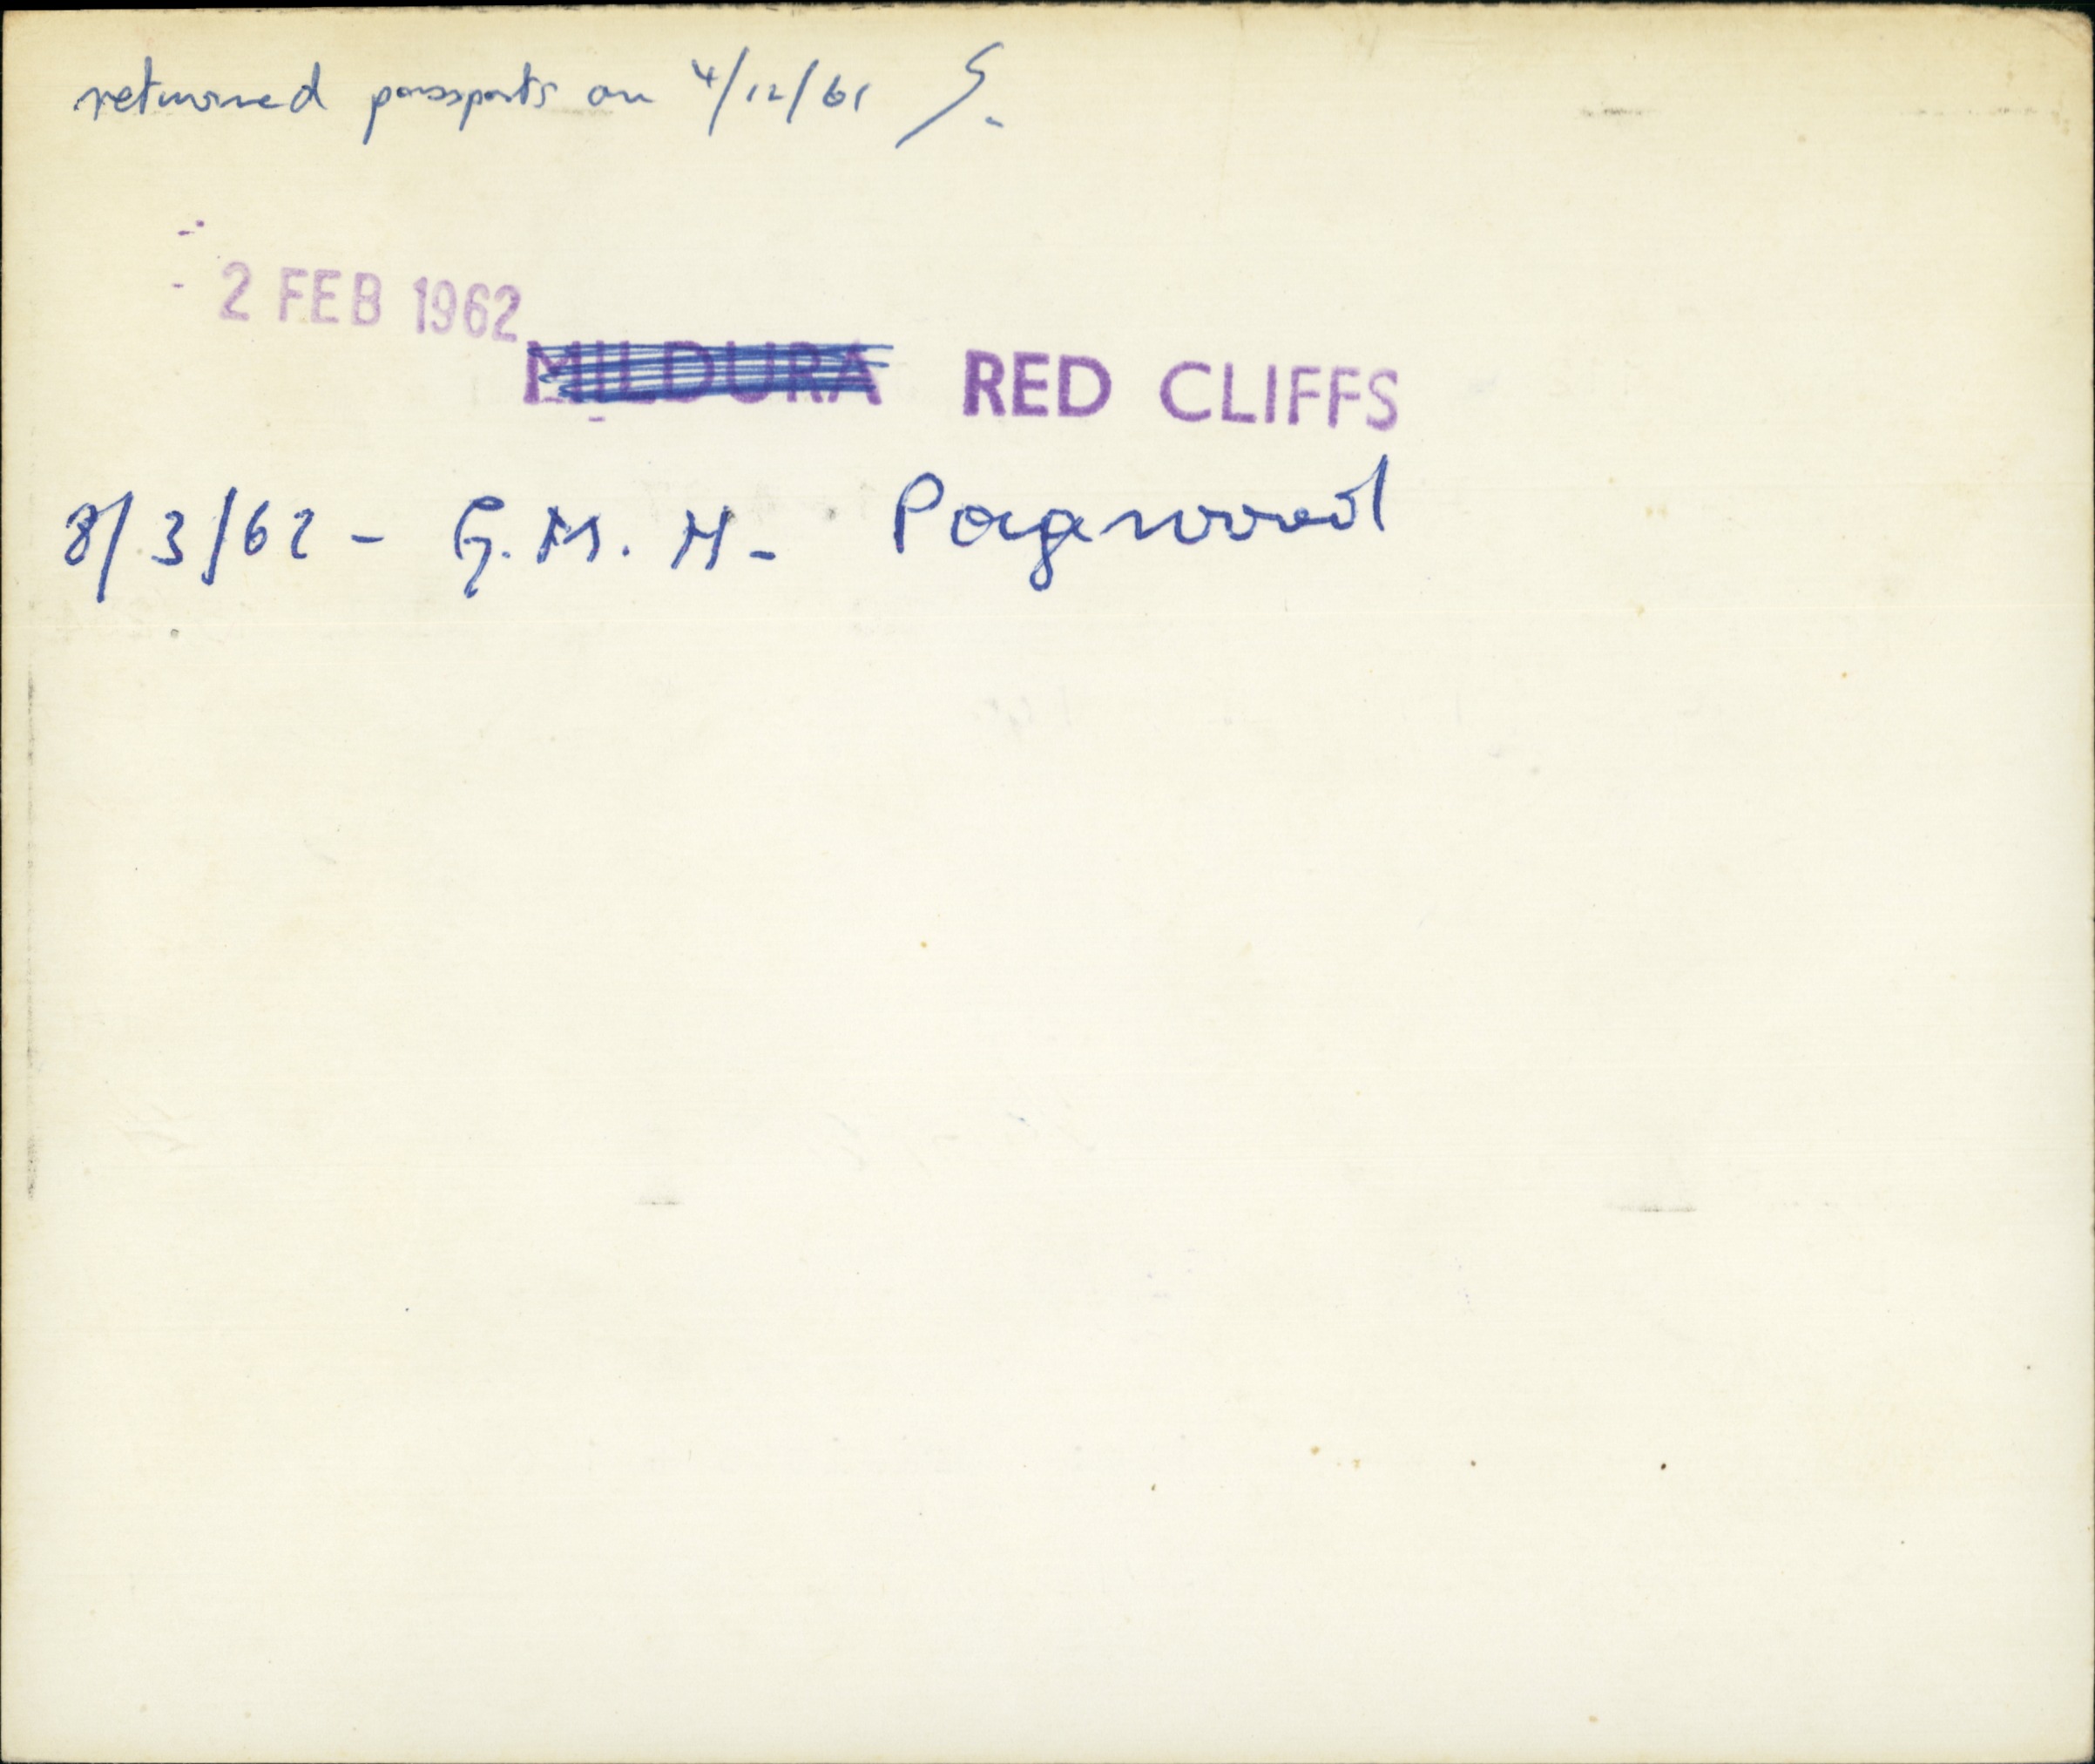 returned passports on 4/12/61 S.
- 2 FEB 1962
MILDURA RED CLIFFS
8/3/62 - G.M.H. - Pagewood